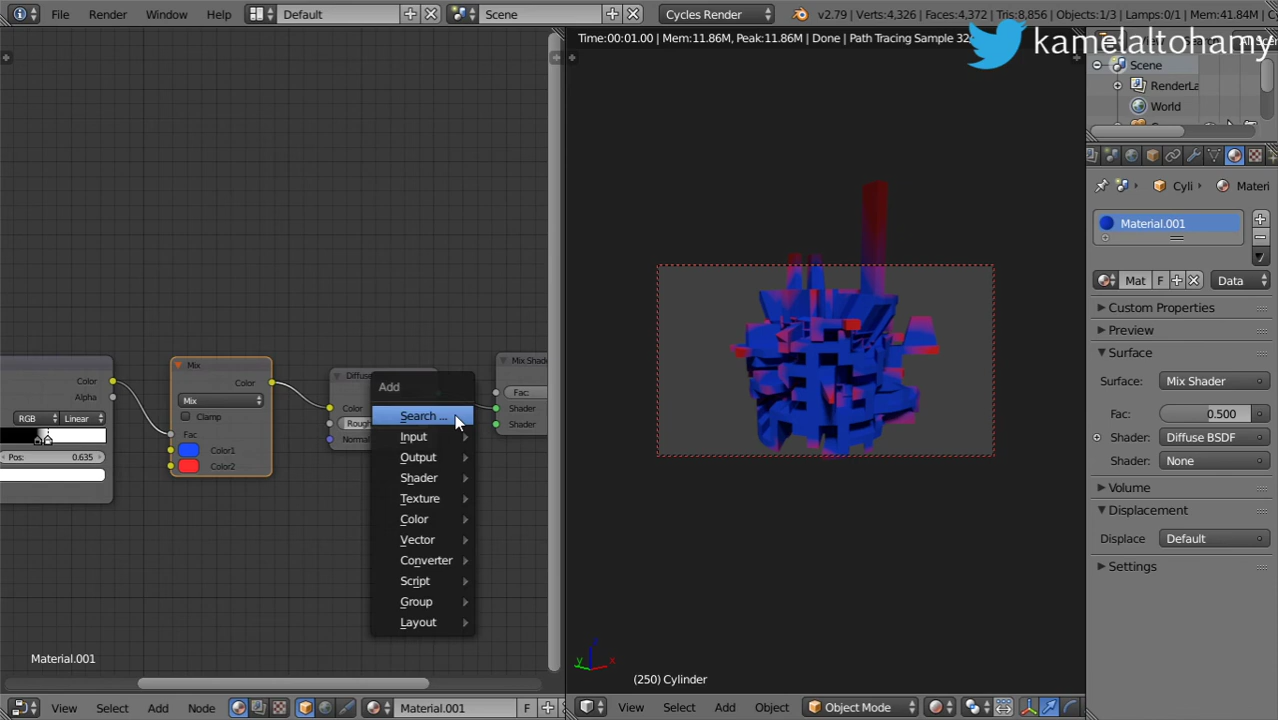 File Render Window Help Default Scene Cycles Render v2.79 | Verts:4,326 | Faces:4,372 | Tris:8,856 | Objects:1/3 | Lamps:0/1 | Mem:41.84M
Time:00:01.00 | Mem:11.86M, Peak:11.86M | Done | Path Tracing Sample 32
kamelaltohamy
Scene
RenderLa
World
Cyli Materi
Material.001
Mat F Data
Custom Properties
Preview
Surface
Surface: Mix Shader
Fac: 0.500
Shader: Diffuse BSDF
Shader: None
Volume
Displacement
Displace Default
Settings
Color
Alpha
RGB Linear
Pos: 0.635
Mix
Color
Mix
Clamp
Fac
Color1
Color2
Diffus
Color
Rough
Normal
Mix Shade
Fac:
Shader
Shader
Add
Search ...
Input
Output
Shader
Texture
Color
Vector
Converter
Script
Group
Layout
Material.001
(250) Cylinder
View Select Add Node Material.001 F
View Select Add Object Object Mode